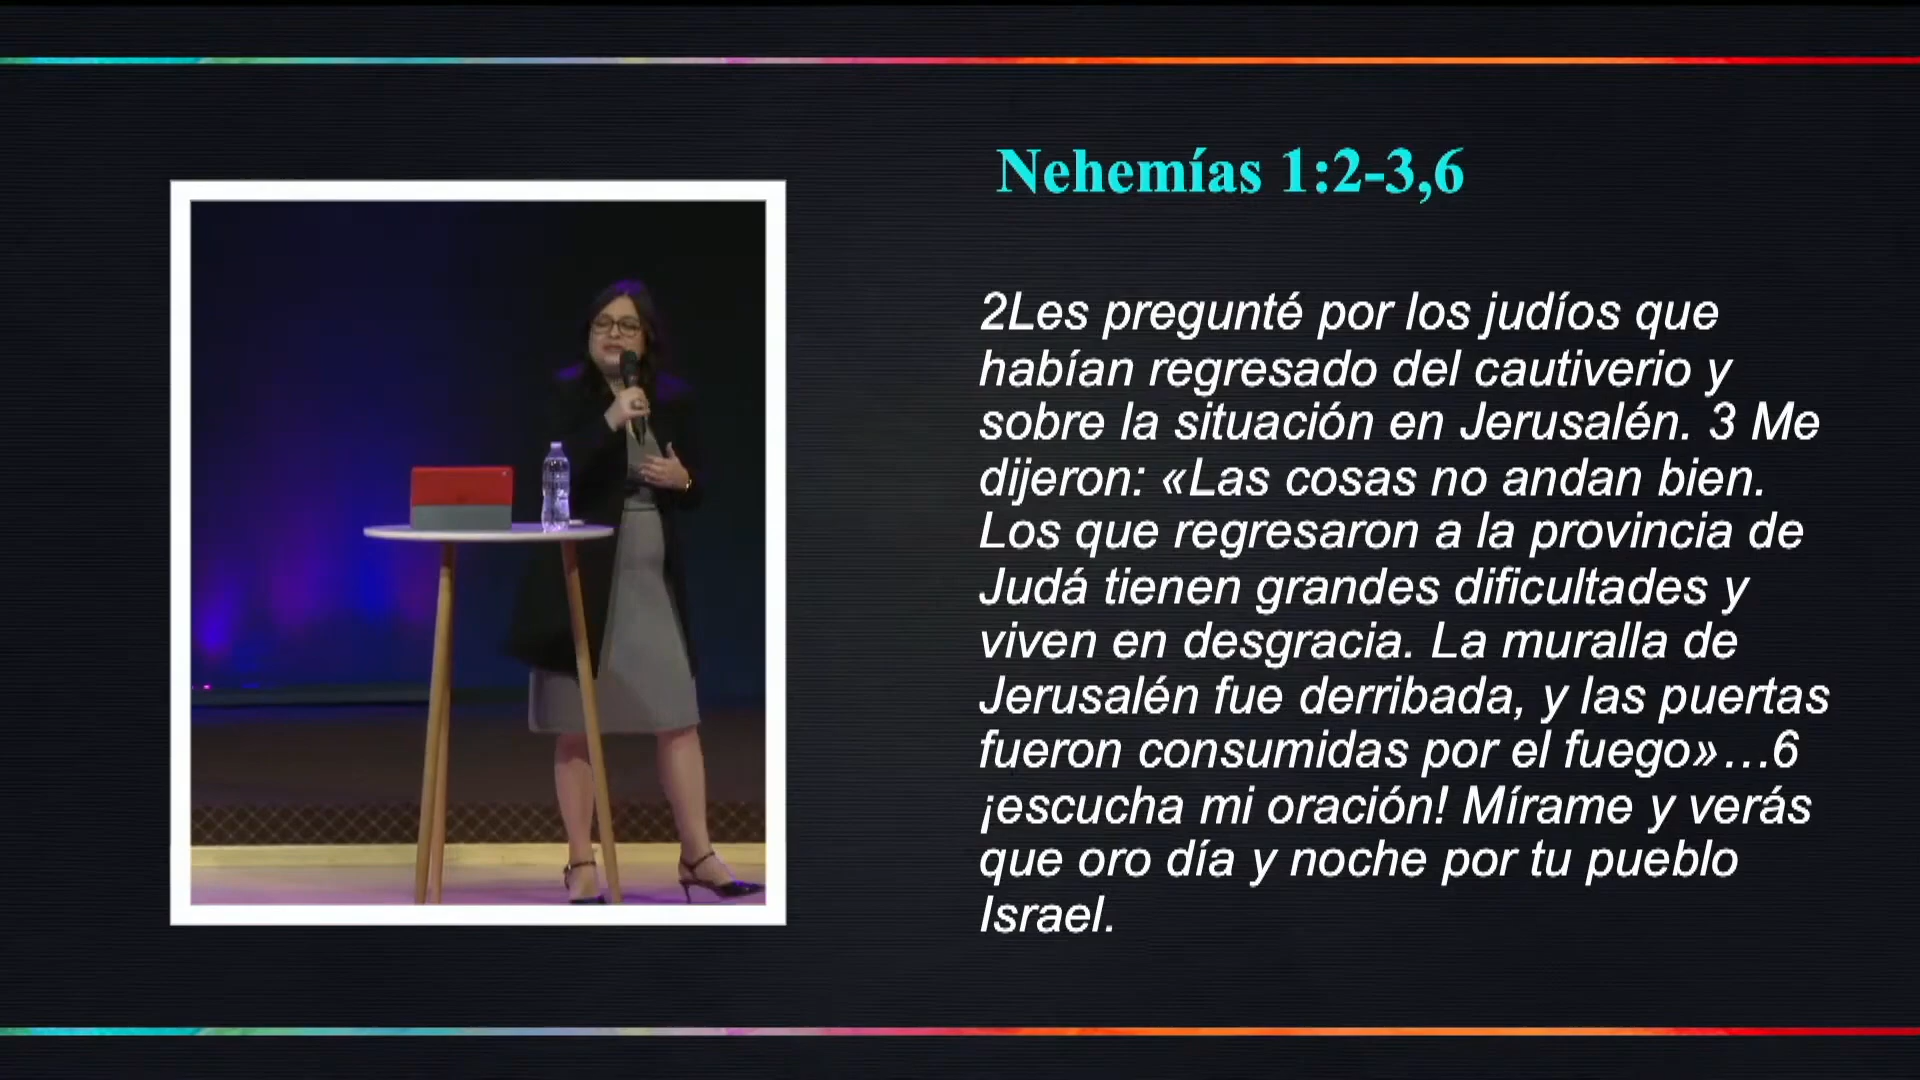 Nehemías 1:2-3,6
2Les pregunté por los judíos que
habían regresado del cautiverio y
sobre la situación en Jerusalén. 3 Me
dijeron: «Las cosas no andan bien.
Los que regresaron a la provincia de
Judá tienen grandes dificultades y
viven en desgracia. La muralla de
Jerusalén fue derribada, y las puertas
fueron consumidas por el fuego»…6
¡escucha mi oración! Mírame y verás
que oro día y noche por tu pueblo
Israel.